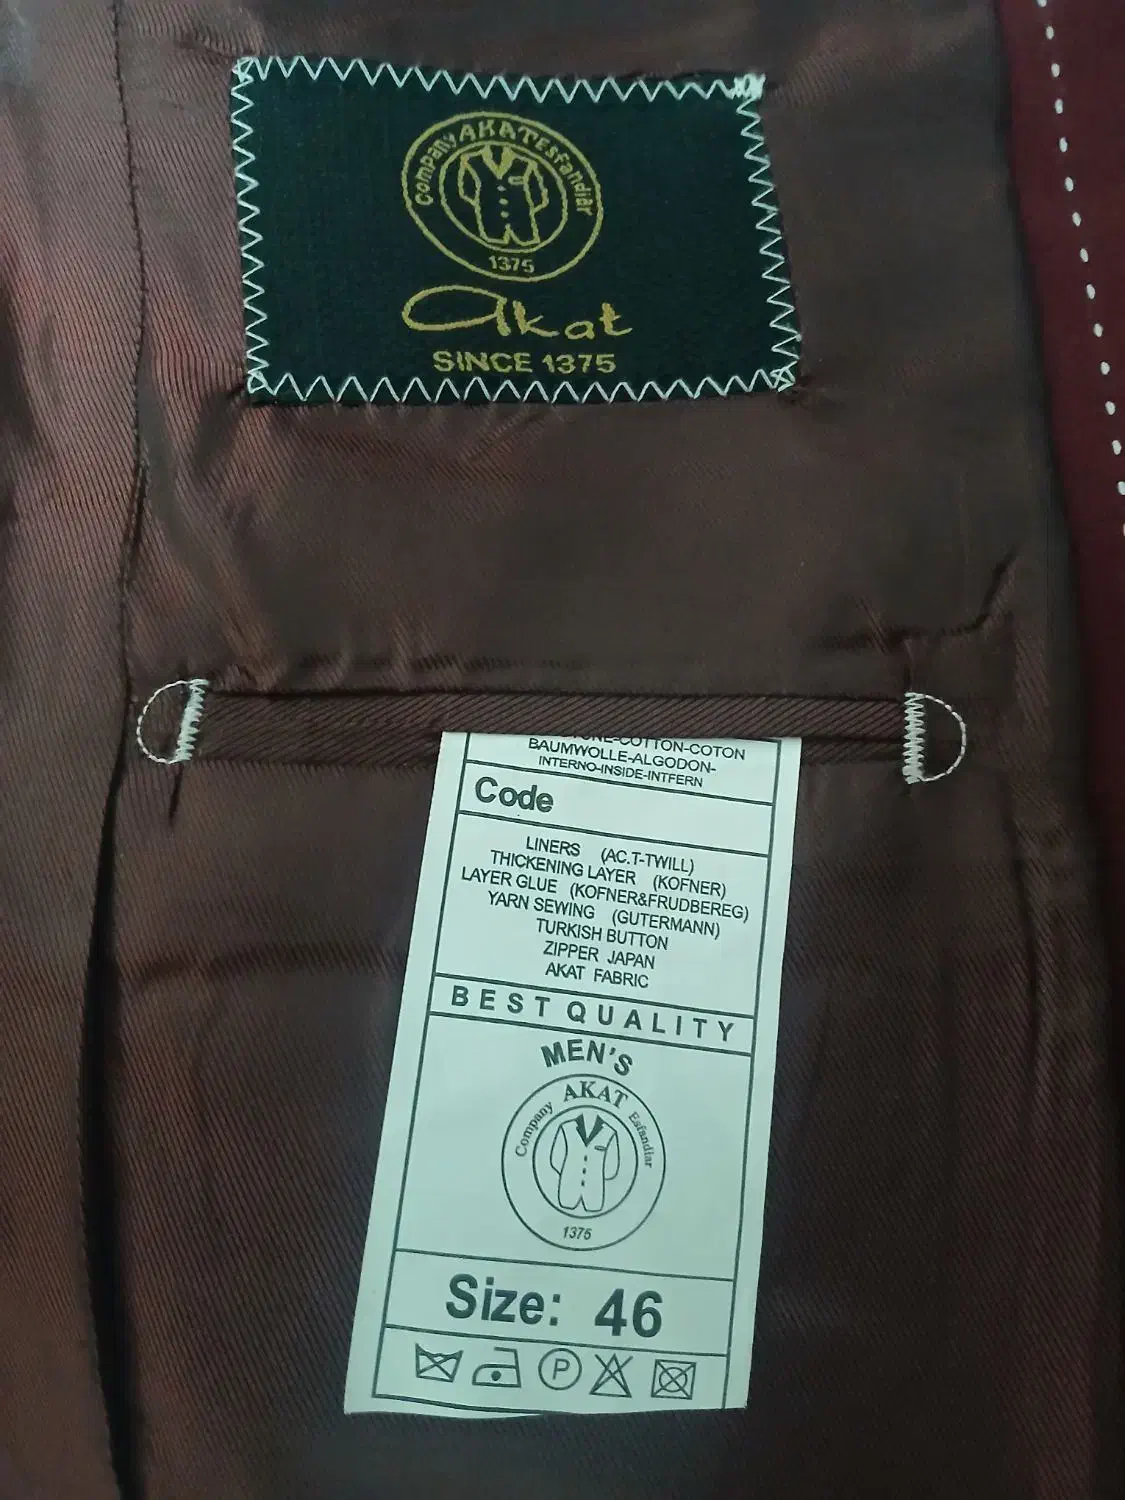 Company AKAT Esfandiar
1375
akat
SINCE 1375
COTTON-COTON
BAUMWOLLE-ALGODON-
INTERNO-INSIDE-INTFERN
Code
LINERS (AC.T-TWILL)
THICKENING LAYER (KOFNER)
LAYER GLUE (KOFNER&FRUDBEREG)
YARN SEWING (GUTERMANN)
TURKISH BUTTON
ZIPPER JAPAN
AKAT FABRIC
BEST QUALITY
MEN'S
Company AKAT Esfandiar
1375
Size: 46
P